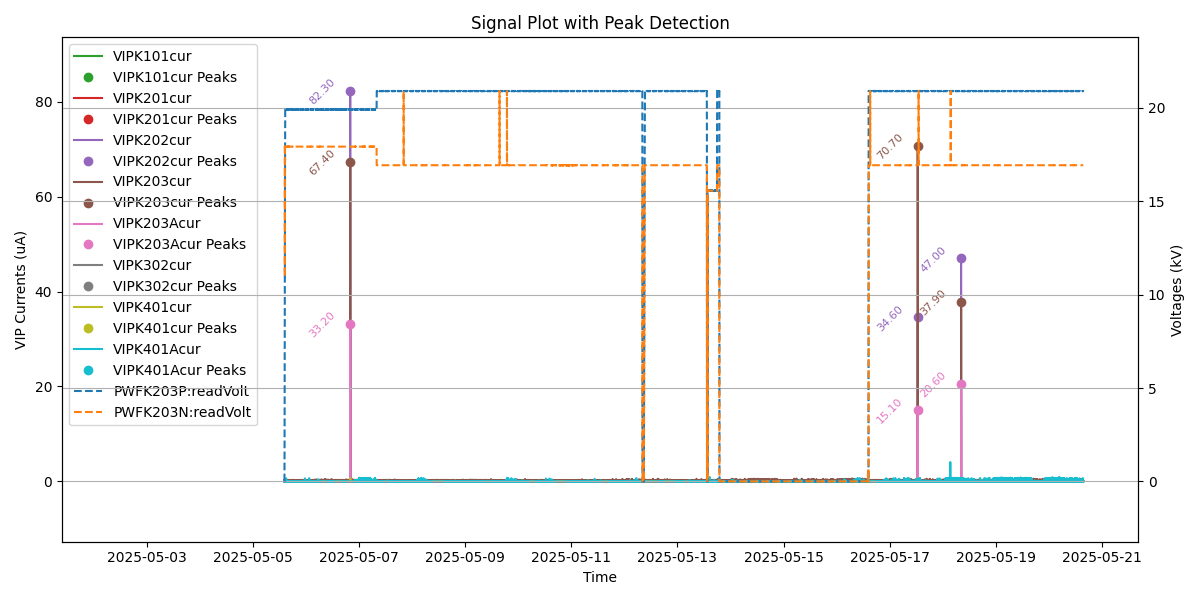 Signal Plot with Peak Detection
VIPK101cur
VIPK101cur Peaks
VIPK201cur
VIPK201cur Peaks
VIPK202cur
VIPK202cur Peaks
VIPK203cur
VIPK203cur Peaks
VIPK203Acur
VIPK203Acur Peaks
VIPK302cur
VIPK302cur Peaks
VIPK401cur
VIPK401cur Peaks
VIPK401Acur
VIPK401Acur Peaks
PWFK203P:readVolt
PWFK203N:readVolt
82.30
67.40
33.20
70.70
34.60
15.10
47.00
37.90
20.60
VIP Currents (uA)
80
60
40
20
0
Voltages (kV)
20
15
10
5
0
2025-05-03 2025-05-05 2025-05-07 2025-05-09 2025-05-11 2025-05-13 2025-05-15 2025-05-17 2025-05-19 2025-05-21
Time